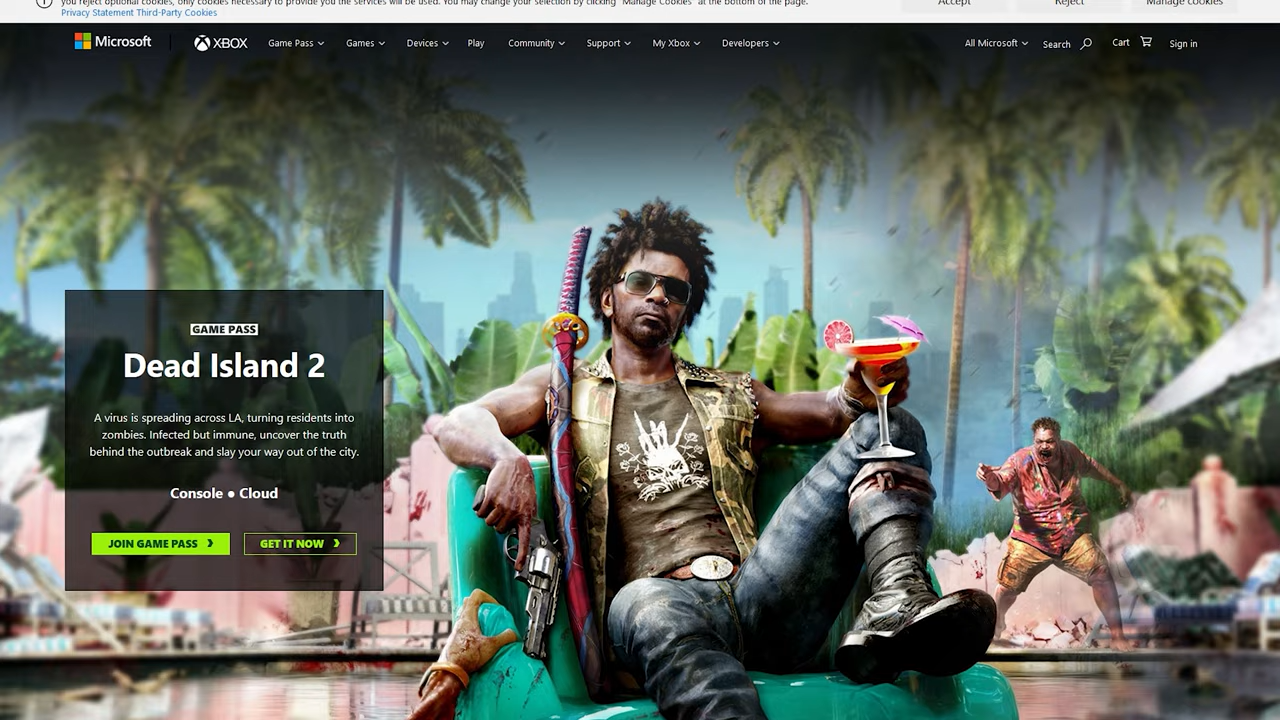 you reject optional cookies, only cookies necessary to provide you the services will be used. You may change your selection by clicking "Manage Cookies" at the bottom of the page.
Accept
Reject
Manage cookies
Privacy Statement Third-Party Cookies
Microsoft
XBOX
Game Pass
Games
Devices
Play
Community
Support
My Xbox
Developers
All Microsoft
Search
Cart
Sign in
GAME PASS
Dead Island 2
A virus is spreading across LA, turning residents into
zombies. Infected but immune, uncover the truth
behind the outbreak and slay your way out of the city.
Console ● Cloud
JOIN GAME PASS
GET IT NOW